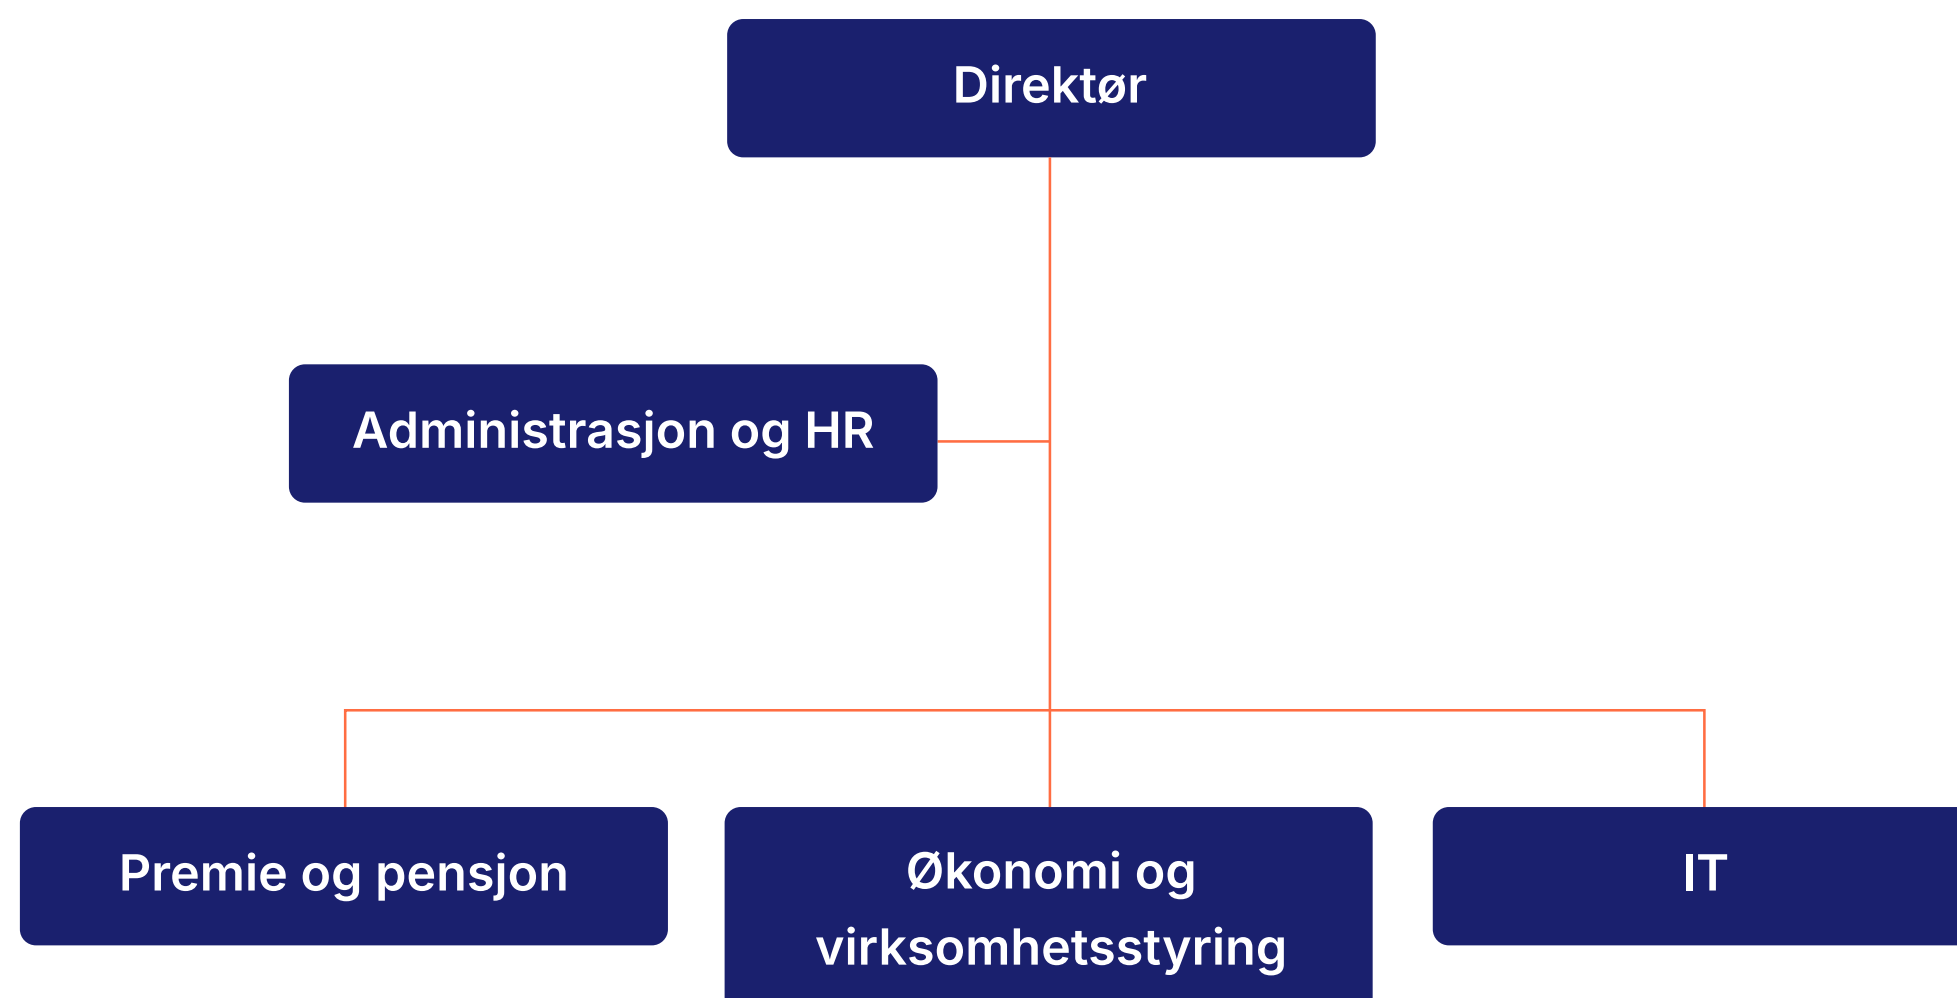 Direktør
Administrasjon og HR
Premie og pensjon
Økonomi og
virksomhetsstyring
IT